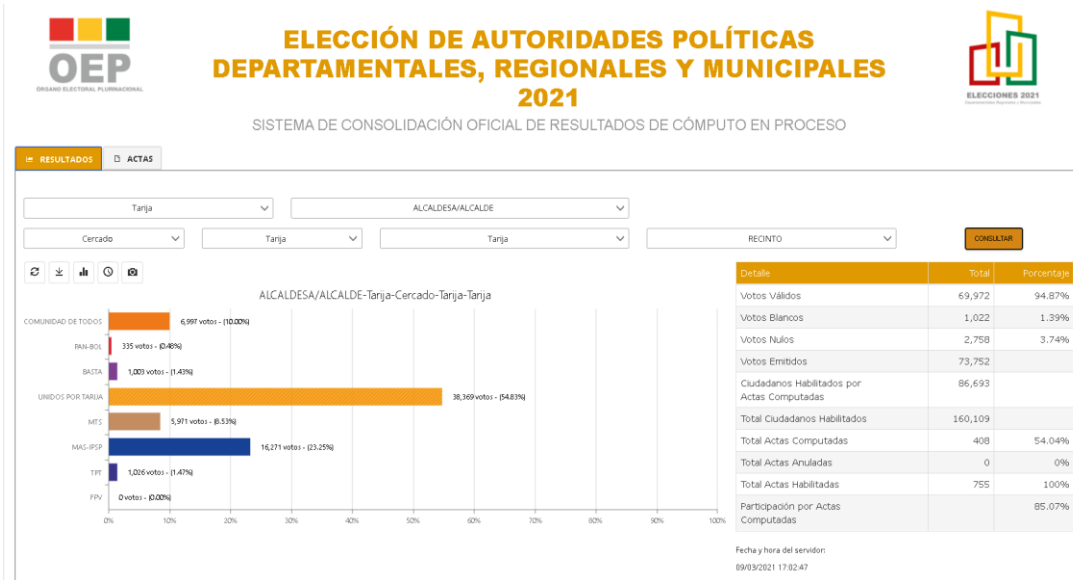 OEP
ÓRGANO ELECTORAL PLURINACIONAL
ELECCIÓN DE AUTORIDADES POLÍTICAS
DEPARTAMENTALES, REGIONALES Y MUNICIPALES
2021
SISTEMA DE CONSOLIDACIÓN OFICIAL DE RESULTADOS DE CÓMPUTO EN PROCESO
ELECCIONES 2021
Departamentales Regionales y Municipales
RESULTADOS ACTAS
Tarija ALCALDESA/ALCALDE
Cercado Tarija Tarija RECINTO CONSULTAR
ALCALDESA/ALCALDE-Tarija-Cercado-Tarija-Tarija
COMUNIDAD DE TODOS 6,997 votos - (10.00%)
PAN-BOL 335 votos - (0.48%)
BASTA 1,003 votos - (1.43%)
UNIDOS POR TARIJA 38,369 votos - (54.83%)
MTS 5,971 votos - (8.53%)
MAS-IPSP 16,271 votos - (23.25%)
TPT 1,026 votos - (1.47%)
FPV 0 votos - (0.00%)
0% 10% 20% 30% 40% 50% 60% 70% 80% 90% 100%
Detalle Total Porcentaje
Votos Válidos 69,972 94.87%
Votos Blancos 1,022 1.39%
Votos Nulos 2,758 3.74%
Votos Emitidos 73,752
Ciudadanos Habilitados por
Actas Computadas 86,693
Total Ciudadanos Habilitados 160,109
Total Actas Computadas 408 54.04%
Total Actas Anuladas 0 0%
Total Actas Habilitadas 755 100%
Participación por Actas
Computadas 85.07%
Fecha y hora del servidor:
09/03/2021 17:02:47